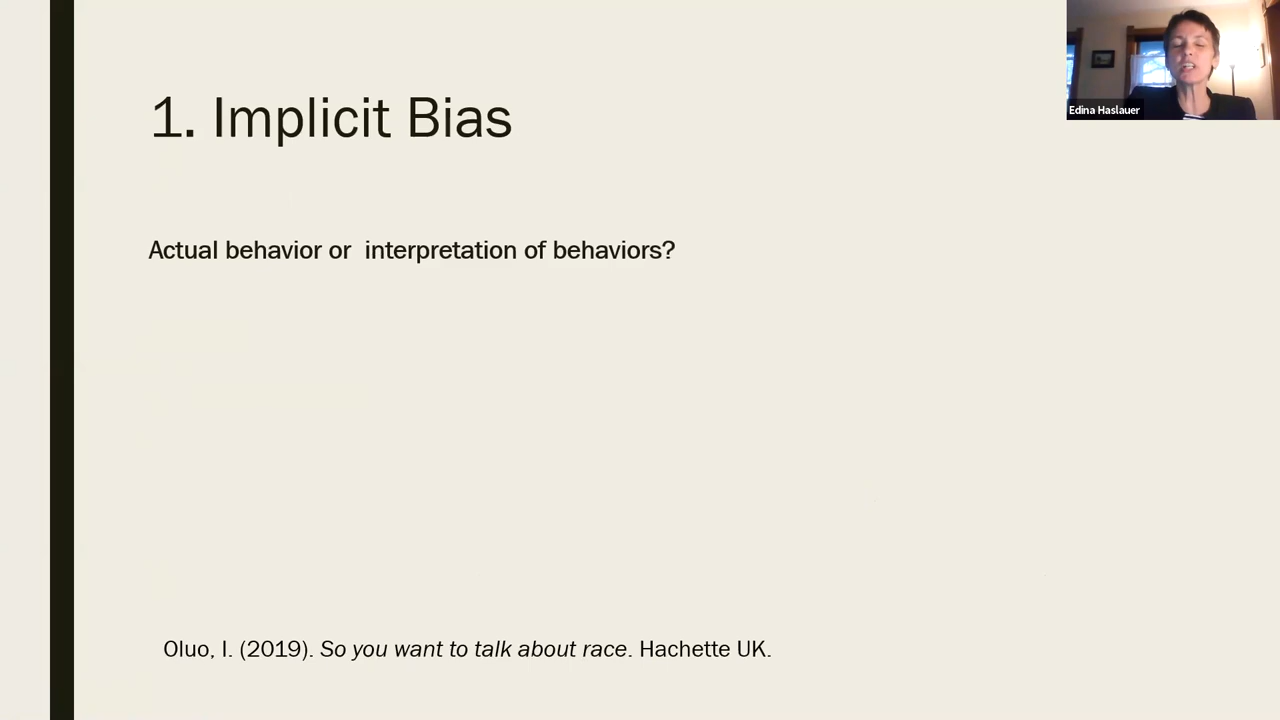 1. Implicit Bias
Edina Haslauer
Actual behavior or  interpretation of behaviors?
Oluo, I. (2019). So you want to talk about race. Hachette UK.